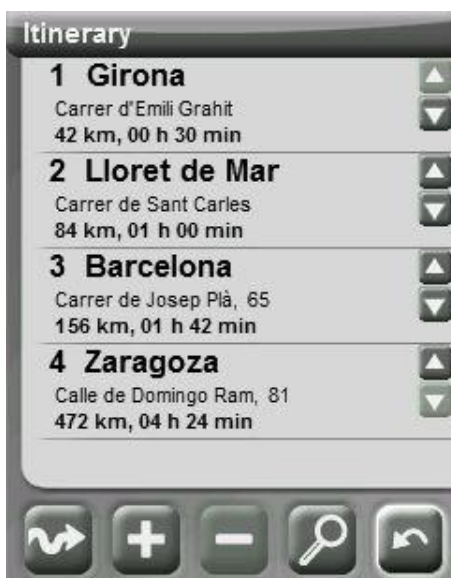 Itinerary
1 Girona
Carrer d'Emili Grahit
42 km, 00 h 30 min
2 Lloret de Mar
Carrer de Sant Carles
84 km, 01 h 00 min
3 Barcelona
Carrer de Josep Plà, 65
156 km, 01 h 42 min
4 Zaragoza
Calle de Domingo Ram, 81
472 km, 04 h 24 min